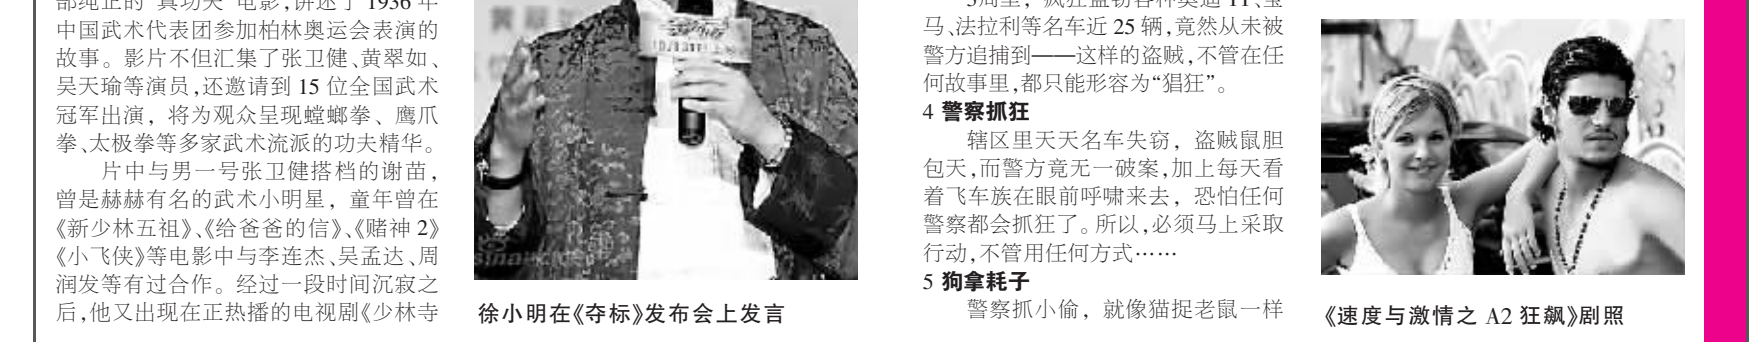 部纯正的“真功夫”电影,讲述了 1936 年
中国武术代表团参加柏林奥运会表演的
故事。影片不但汇集了张卫健、黄翠如、
吴天瑜等演员,还邀请到 15 位全国武术
冠军出演，将为观众呈现螳螂拳、鹰爪
拳、太极拳等多家武术流派的功夫精华。
片中与男一号张卫健搭档的谢苗，
曾是赫赫有名的武术小明星，童年曾在
《新少林五祖》、《给爸爸的信》、《赌神 2》
《小飞侠》等电影中与李连杰、吴孟达、周
润发等有过合作。经过一段时间沉寂之
后,他又出现在正热播的电视剧《少林寺
徐小明在《夺标》发布会上发言
马、法拉利等名车近 25 辆,竟然从未被
警方追捕到——这样的盗贼,不管在任
何故事里,都只能形容为“猖狂”。
4 警察抓狂
辖区里天天名车失窃，盗贼鼠胆
包天,而警方竟无一破案,加上每天看
着飞车族在眼前呼啸来去，恐怕任何
警察都会抓狂了。所以,必须马上采取
行动,不管用任何方式……
5 狗拿耗子
警察抓小偷，就像猫捉老鼠一样
《速度与激情之 A2 狂飙》剧照